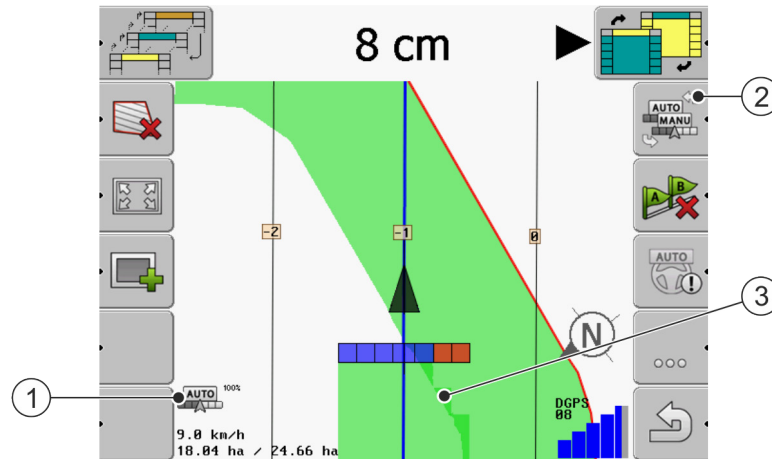 8 cm
AUTO
MANU
2
A B
-2
-1
0
AUTO
!
3
N
1
AUTO 100%
DGPS
08
9.0 km/h
18.04 ha / 24.66 ha